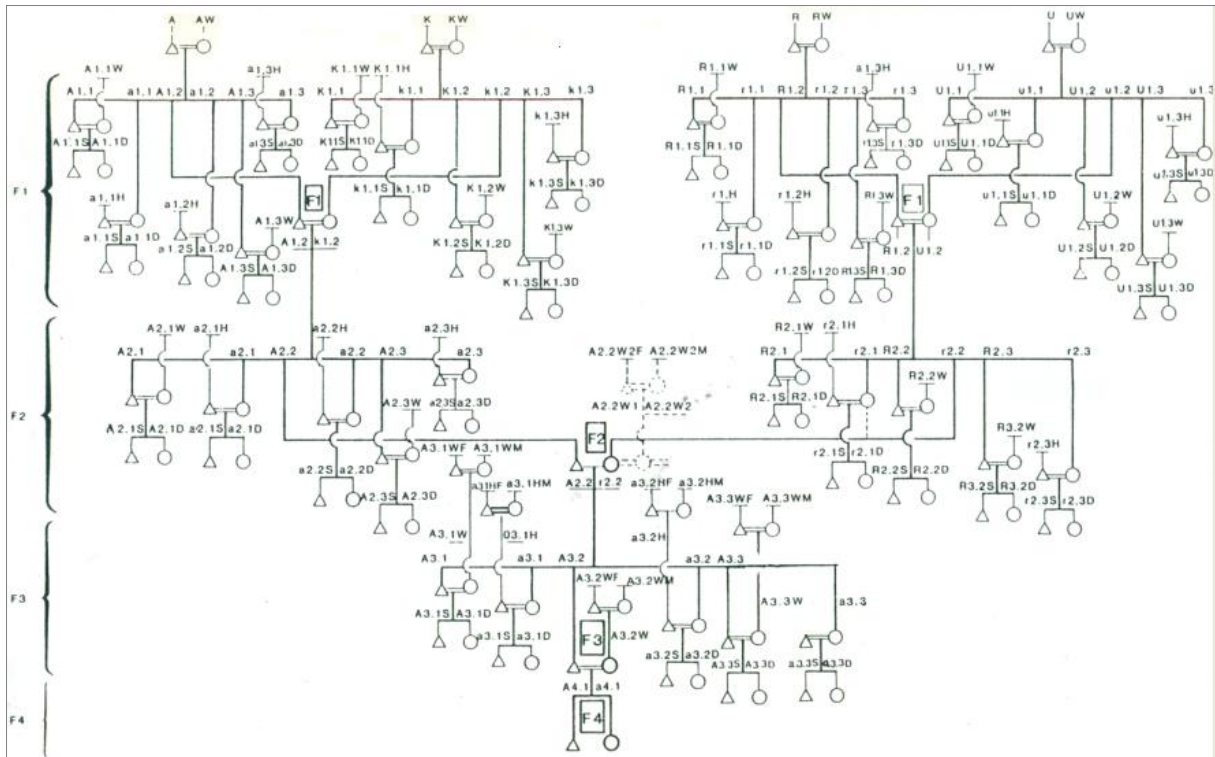 A AW K KW R RW U UW
A1.1W a1.3H K1.1W K1.1H R1.1W a1.3H U1.1W
A1.1 a1.1 A1.2 a1.2 A1.3 a1.3 K1.1 k1.1 K1.2 k1.2 K1.3 k1.3 R1.1 r1.1 R1.2 r1.2 r1.3 r1.3 U1.1 u1.1 U1.2 u1.2 U1.3 u1.3
k1.3H u1.1H u1.3H
A1.1S A1.1D a1.3S a1.3D K1.1S K1.1D R1.1S R1.1D r1.3S r1.3D U1.1S U1.1D
F1
k1.1S k1.1D k1.3S k1.3D u1.1S u1.1D u1.3S u1.3D
F1 F1
a1.1H a1.2H A1.3W K1.2W r1.H r1.2H R1.3W U1.2W
A1.2 k1.2 K1.3W R1.2 U1.2 U1.3W
a1.1S a1.1D a1.2S a1.2D K1.2S K1.2D r1.1S r1.1D U1.2S U1.2D
A1.3S A1.3D K1.3S K1.3D r1.2S r1.2D R1.3S R1.3D U1.3S U1.3D
A2.1W a2.1H a2.2H a2.3H R2.1W r2.1H
A2.2W2F A2.2W2M
A2.1 a2.1 A2.2 a2.2 A2.3 a2.3 R2.1 r2.1 R2.2 r2.2 R2.3 r2.3
R2.2W
a2.3S a2.3D R2.1S R2.1D
A2.3W A2.2W1 A2.2W2
F2
F2
A2.1S A2.1D a2.1S a2.1D A3.1WF A3.1WM r2.1S r2.1D R3.2W r2.3H
a2.2S a2.2D A2.2 r2.2 R2.2S R2.2D
a3.1HF a3.1HM a3.2HF a3.2HM R3.2S R3.2D
A2.3S A2.3D A3.3WF A3.3WM r2.3S r2.3D
A3.1W O3.1H a3.2H
A3.1 a3.1 A3.2 a3.2 A3.3
A3.2WF A3.2WM
F3
A3.3W a3.3
A3.1S A3.1D
a3.1S a3.1D F3 A3.2W
a3.2S a3.2D A3.3S A3.3D a3.3S
A4.1 a4.1
F4 F4